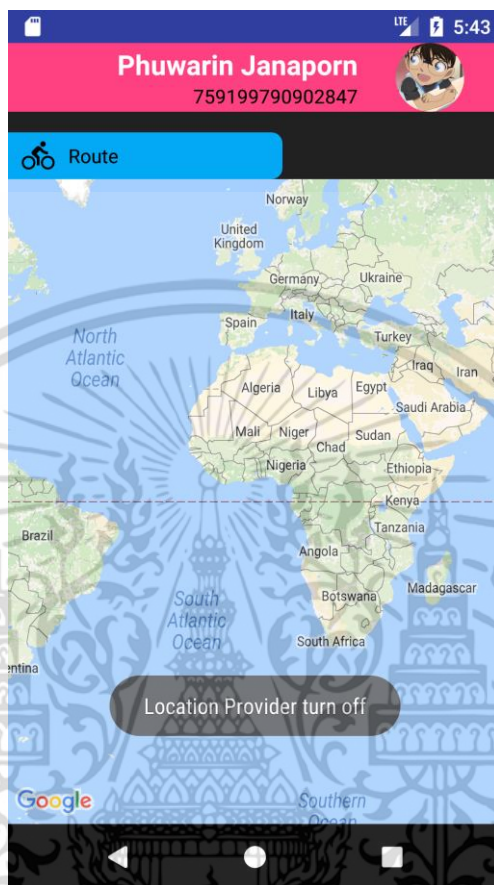 LTE 5:43
Phuwarin Janaporn
759199790902847
Route
Norway
United
Kingdom
Germany
Ukraine
Spain
Italy
Turkey
North
Atlantic
Ocean
Iraq
Iran
Algeria
Libya
Egypt
Saudi Arabia
Mali
Niger
Chad
Sudan
Nigeria
Ethiopia
Kenya
Brazil
Tanzania
Angola
Botswana
Madagascar
South
Atlantic
Ocean
South Africa
entina
Location Provider turn off
Google
Southern
Ocean